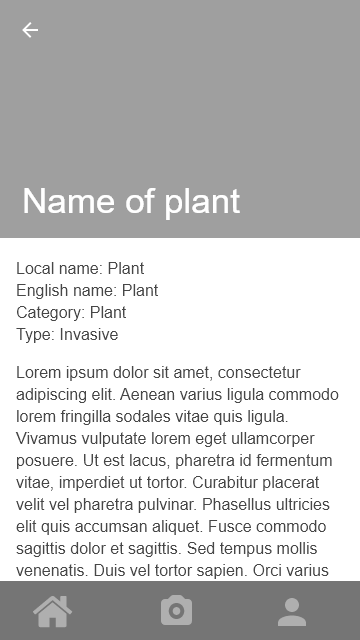 Name of plant
Local name: Plant
English name: Plant
Category: Plant
Type: Invasive
Lorem ipsum dolor sit amet, consectetur
adipiscing elit. Aenean varius ligula commodo
lorem fringilla sodales vitae quis ligula.
Vivamus vulputate lorem eget ullamcorper
posuere. Ut est lacus, pharetra id fermentum
vitae, imperdiet ut tortor. Curabitur placerat
velit vel pharetra pulvinar. Phasellus ultricies
elit quis accumsan aliquet. Fusce commodo
sagittis dolor et sagittis. Sed tempus mollis
venenatis. Duis vel tortor sapien. Orci varius